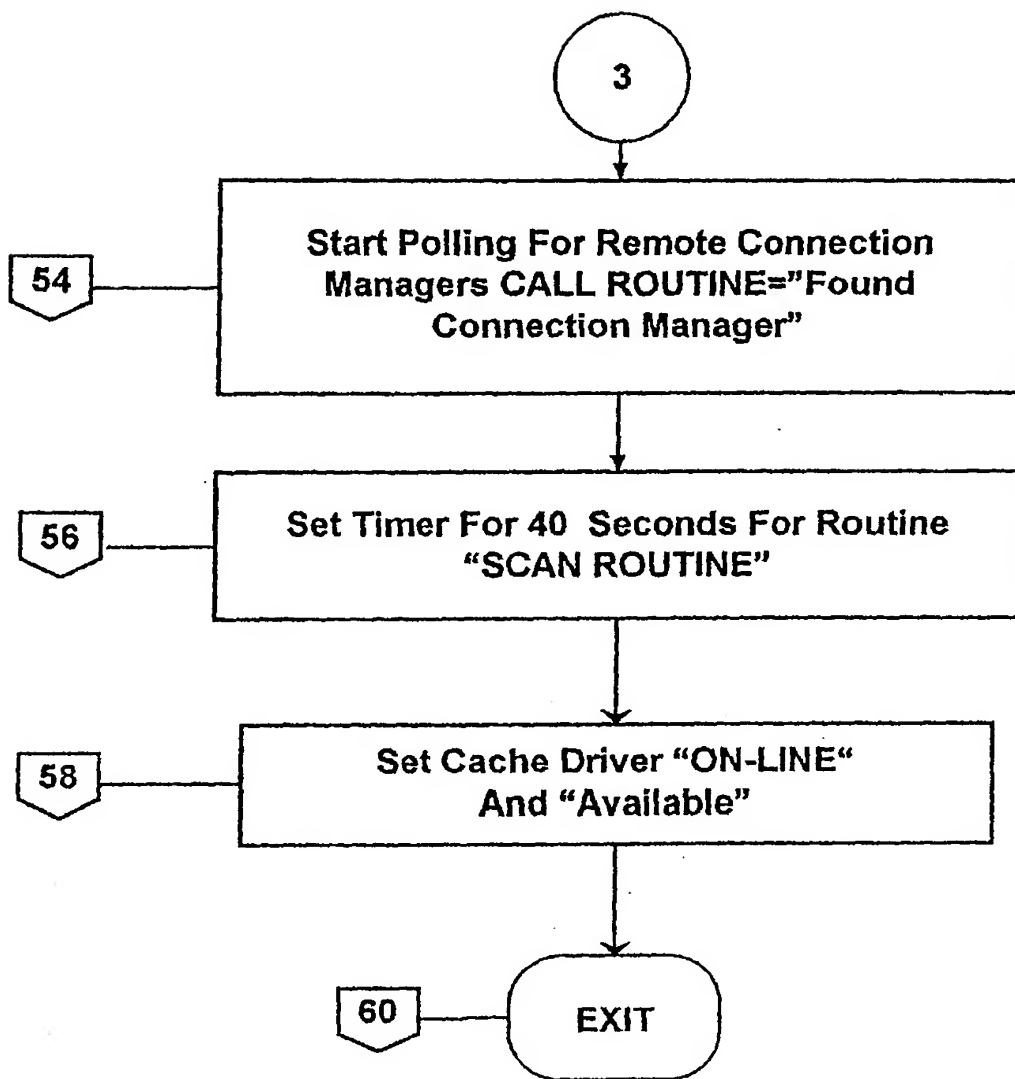 3
54
Start Polling For Remote Connection
Managers CALL ROUTINE=”Found
Connection Manager”
56
Set Timer For 40 Seconds For Routine
“SCAN ROUTINE”
58
Set Cache Driver “ON-LINE“
And “Available”
60
EXIT